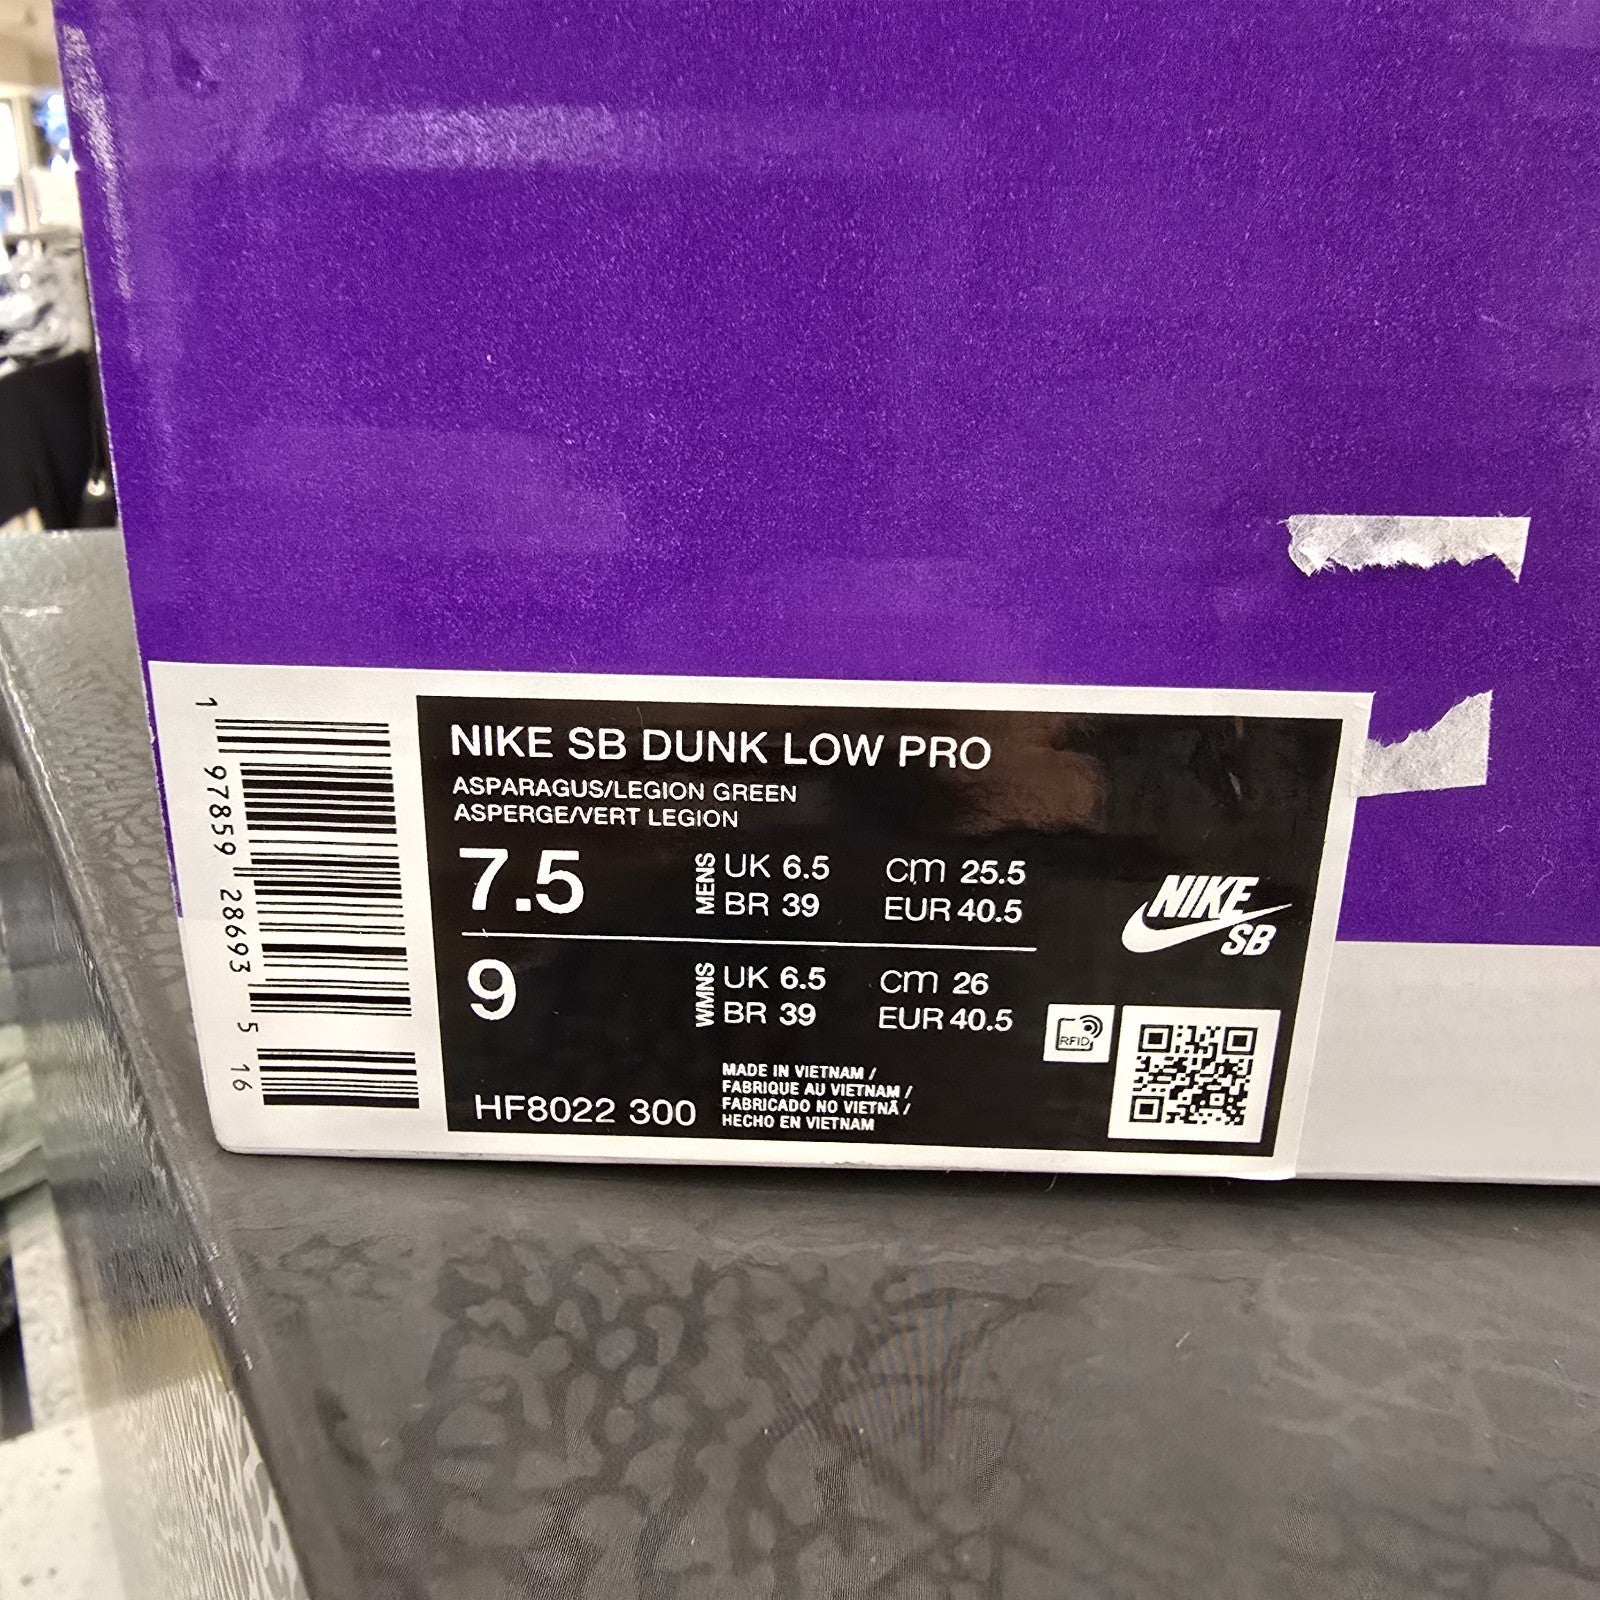 NIKE SB DUNK LOW PRO
ASPARAGUS/LEGION GREEN
ASPERGE/VERT LEGION
7.5
MENS
UK 6.5
CM 25.5
BR 39
EUR 40.5
9
WMNS
UK 6.5
CM 26
BR 39
EUR 40.5
HF8022 300
MADE IN VIETNAM /
FABRIQUE AU VIETNAM /
FABRICADO NO VIETNÃ /
HECHO EN VIETNAM
NIKE
SB
RFID
1 97859 28693 5 16